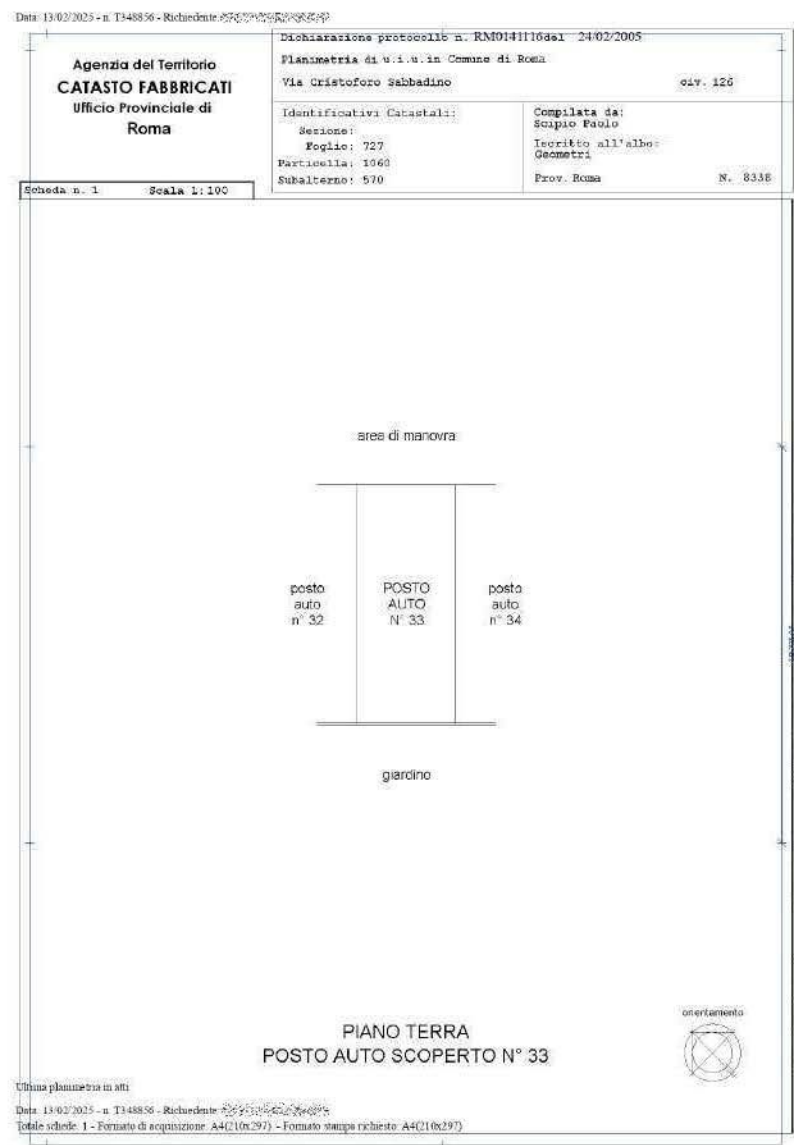 Data: 13/02/2025 - n. T348856 - Richiedente:
Agenzia del Territorio
CATASTO FABBRICATI
Ufficio Provinciale di
Roma
Scheda n. 1 Scala 1:100
Dichiarazione protocollo n. RM0141116del 24/02/2005
Planimetria di u.i.u.in Comune di Roma
Via Cristoforo Sabbadino civ. 126
Identificativi Catastali:
Sezione:
Foglio: 727
Particella: 1060
Subalterno: 570
Compilata da:
Scipio Paolo
Iscritto all'albo:
Geometri
Prov. Roma N. 8338
area di manovra
posto
auto
n° 32
POSTO
AUTO
N° 33
posto
auto
n° 34
giardino
orientamento
PIANO TERRA
POSTO AUTO SCOPERTO N° 33
Ultima planimetria in atti
Data: 13/02/2025 - n. T348856 - Richiedente:
Totale schede: 1 - Formato di acquisizione: A4(210x297) - Formato stampa richiesto: A4(210x297)